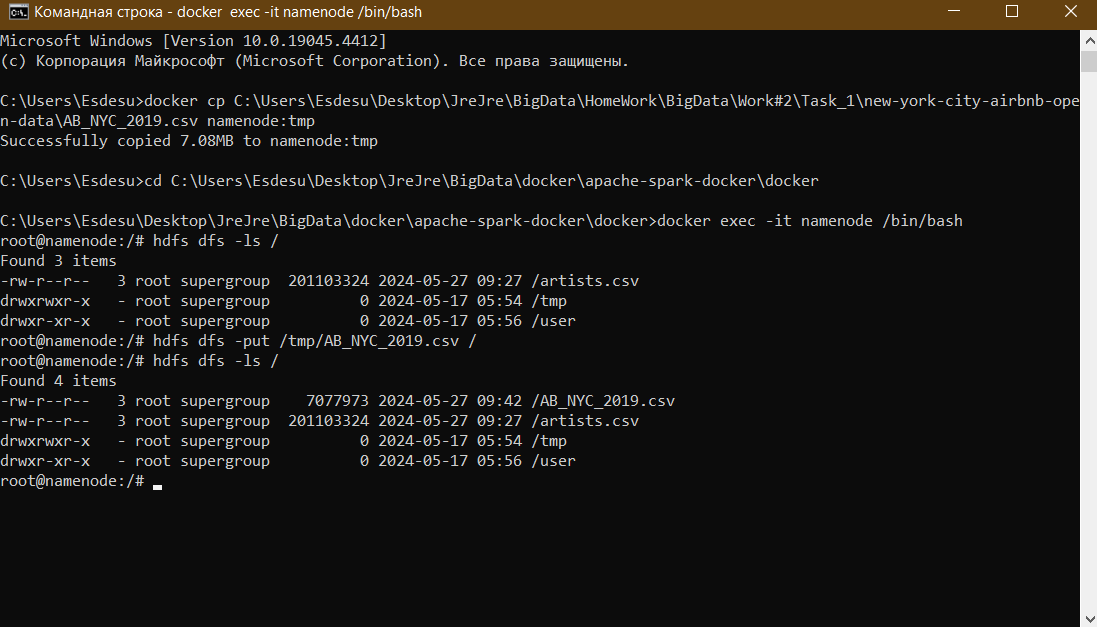 Командная строка - docker  exec -it namenode /bin/bash
Microsoft Windows [Version 10.0.19045.4412]
(c) Корпорация Майкрософт (Microsoft Corporation). Все права защищены.
C:\Users\Esdesu>docker cp C:\Users\Esdesu\Desktop\JreJre\BigData\HomeWork\BigData\Work#2\Task_1\new-york-city-airbnb-ope
n-data\AB_NYC_2019.csv namenode:tmp
Successfully copied 7.08MB to namenode:tmp
C:\Users\Esdesu>cd C:\Users\Esdesu\Desktop\JreJre\BigData\docker\apache-spark-docker\docker
C:\Users\Esdesu\Desktop\JreJre\BigData\docker\apache-spark-docker\docker>docker exec -it namenode /bin/bash
root@namenode:/# hdfs dfs -ls /
Found 3 items
-rw-r--r--   3 root supergroup  201103324 2024-05-27 09:27 /artists.csv
drwxrwxr-x   - root supergroup          0 2024-05-17 05:54 /tmp
drwxr-xr-x   - root supergroup          0 2024-05-17 05:56 /user
root@namenode:/# hdfs dfs -put /tmp/AB_NYC_2019.csv /
root@namenode:/# hdfs dfs -ls /
Found 4 items
-rw-r--r--   3 root supergroup    7077973 2024-05-27 09:42 /AB_NYC_2019.csv
-rw-r--r--   3 root supergroup  201103324 2024-05-27 09:27 /artists.csv
drwxrwxr-x   - root supergroup          0 2024-05-17 05:54 /tmp
drwxr-xr-x   - root supergroup          0 2024-05-17 05:56 /user
root@namenode:/#